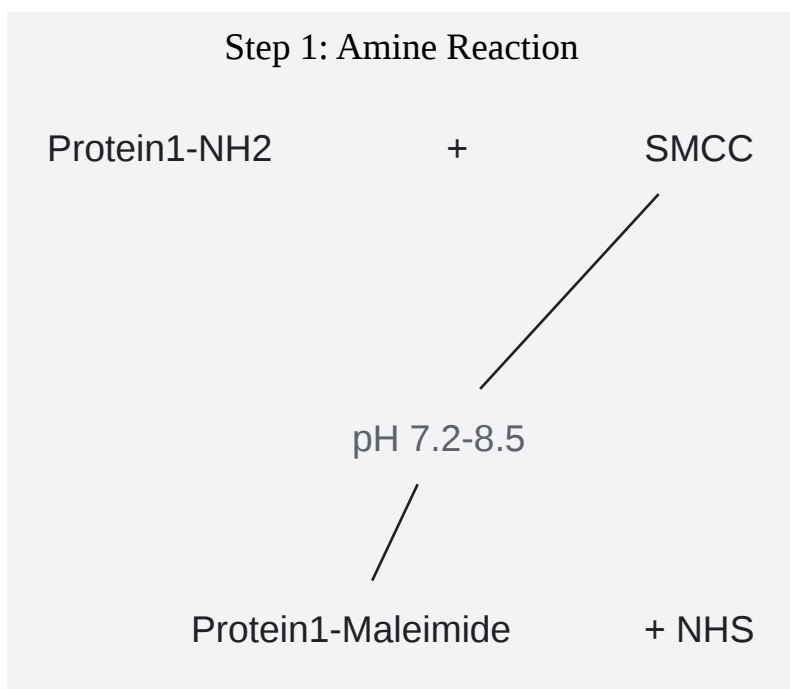 Step 1: Amine Reaction
Protein1-NH2 + SMCC
pH 7.2-8.5
Protein1-Maleimide + NHS